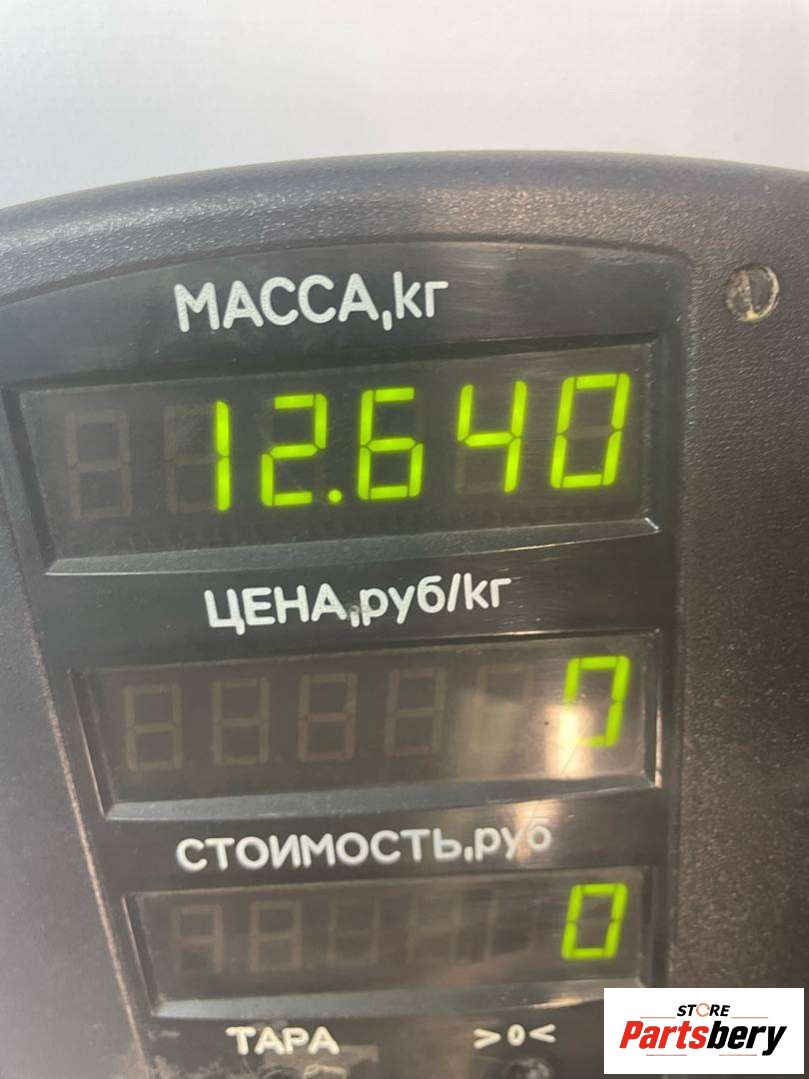 МАССА,кг
12.640
ЦЕНА,руб/кг
0
СТОИМОСТЬ,руб
0
ТАРА >0<
STORE
Partsbery